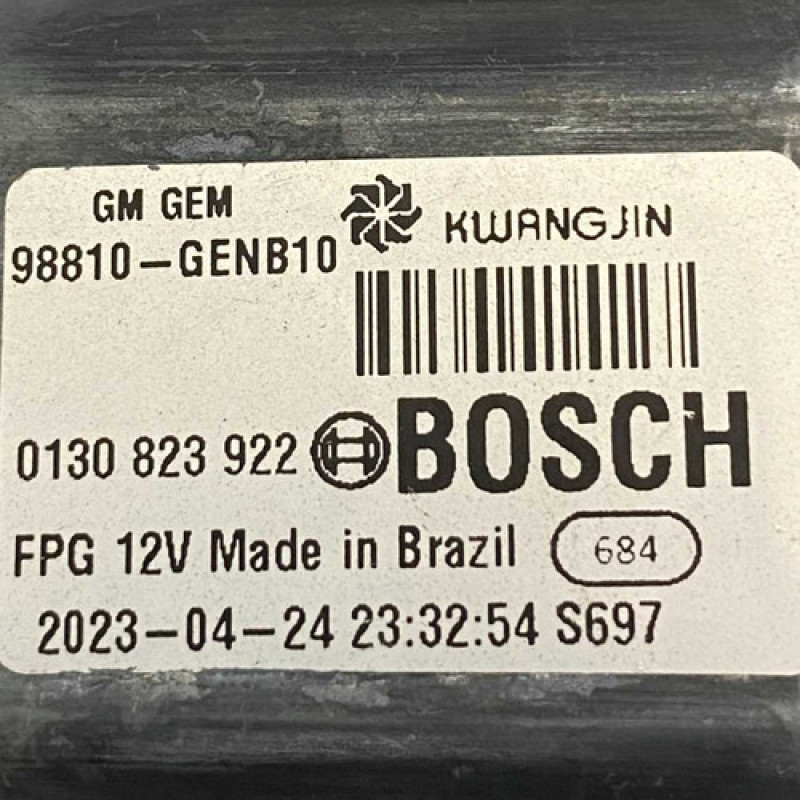 GM GEM KWANGJIN
98810-GENB10
0130 823 922 BOSCH
FPG 12V Made in Brazil 684
2023-04-24 23:32:54 S697